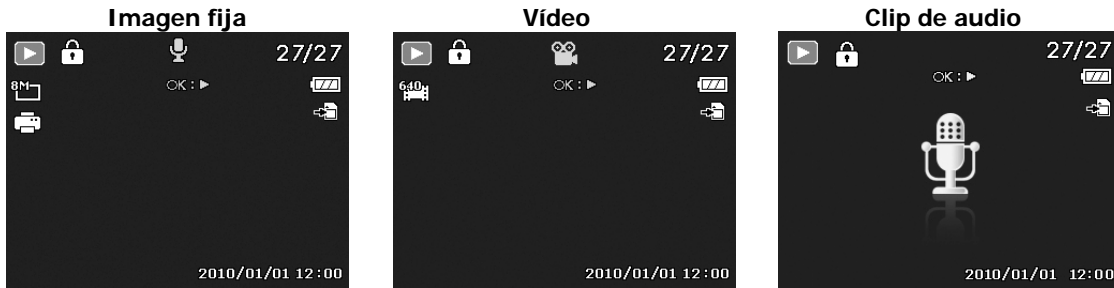 Imagen fija
27/27
8M
OK:
2010/01/01 12:00
Vídeo
27/27
640
OK:
2010/01/01 12:00
Clip de audio
27/27
OK:
2010/01/01 12:00